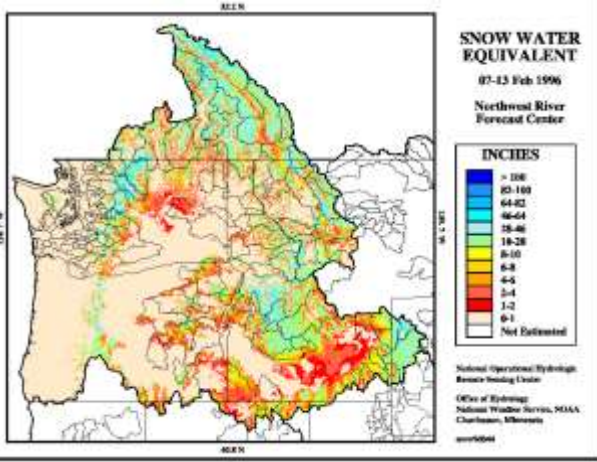 SNOW WATER
EQUIVALENT
07-13 Feb 1996
Northwest River
Forecast Center
INCHES
> 100
82-100
64-82
46-64
28-46
10-28
8-10
6-8
4-6
2-4
1-2
0-1
Not Estimated
National Operational Hydrologic
Remote Sensing Center
Office of Hydrology
National Weather Service, NOAA
Chanhassen, Minnesota